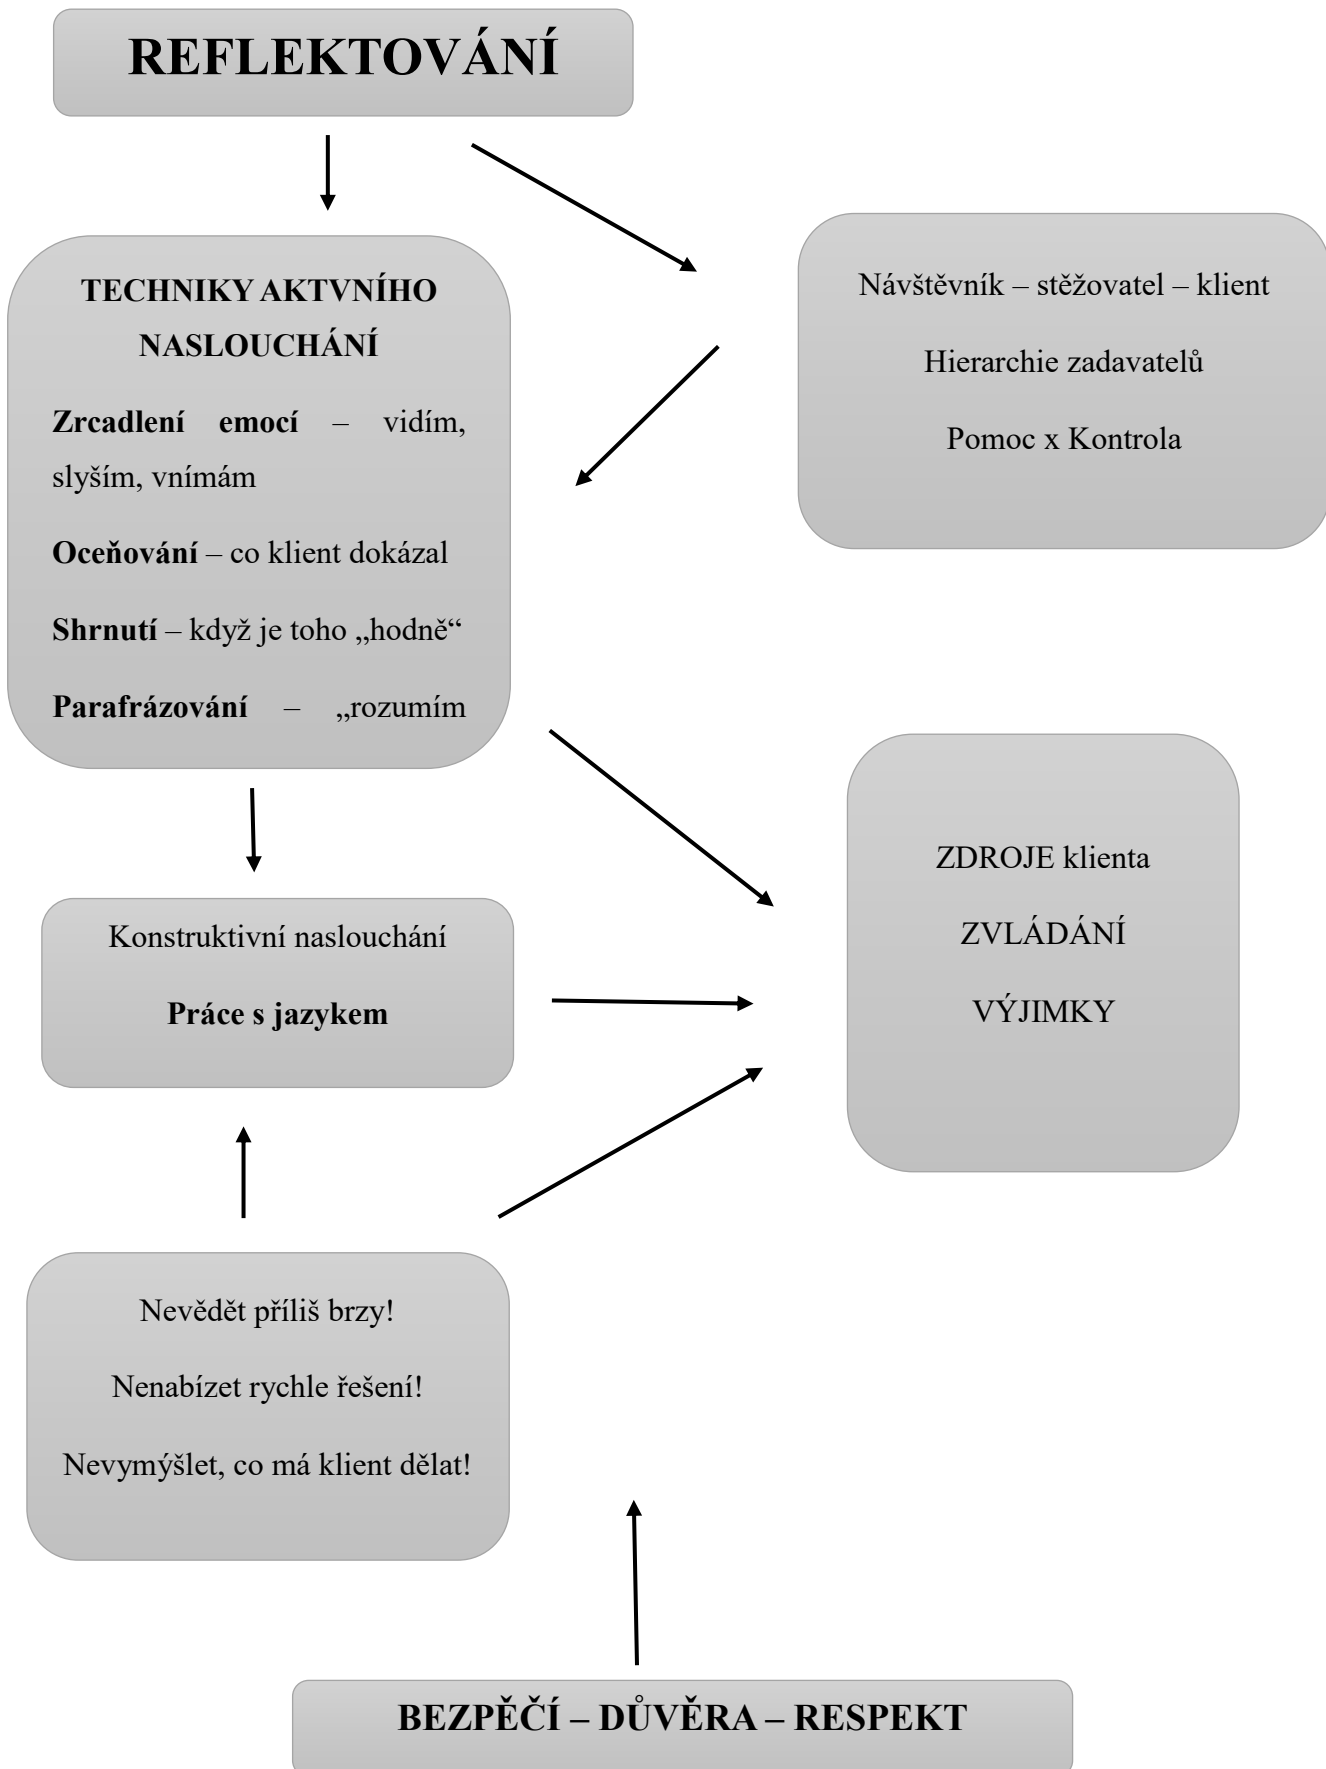 REFLEKTOVÁNÍ
TECHNIKY AKTVNÍHO
NASLOUCHÁNÍ
Zrcadlení emocí – vidím,
slyším, vnímám
Oceňování – co klient dokázal
Shrnutí – když je toho „hodně“
Parafrázování – „rozumím
Návštěvník – stěžovatel – klient
Hierarchie zadavatelů
Pomoc x Kontrola
Konstruktivní naslouchání
Práce s jazykem
ZDROJE klienta
ZVLÁDÁNÍ
VÝJIMKY
Nevědět příliš brzy!
Nenabízet rychle řešení!
Nevymýšlet, co má klient dělat!
BEZPĚČÍ – DŮVĚRA – RESPEKT